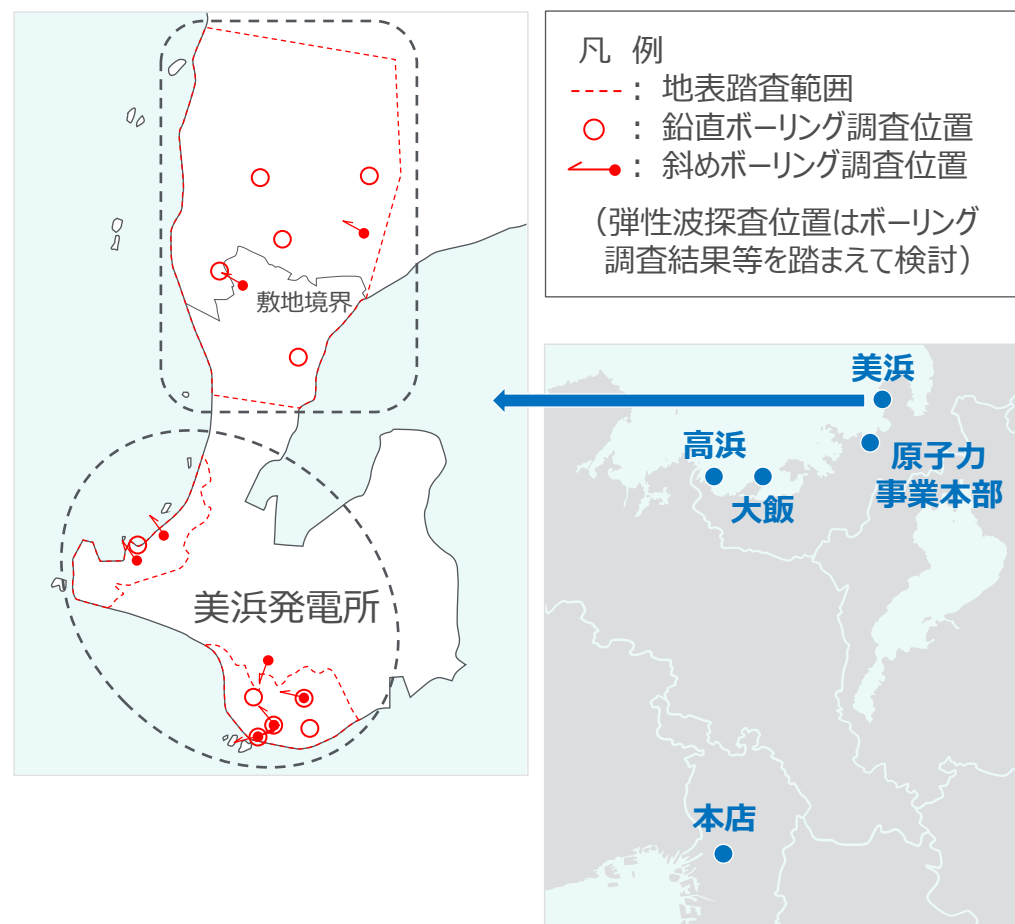 凡 例
： 地表踏査範囲
： 鉛直ボーリング調査位置
： 斜めボーリング調査位置
（弾性波探査位置はボーリング
調査結果等を踏まえて検討）
敷地境界
美浜発電所
美浜
原子力
事業本部
高浜
大飯
本店